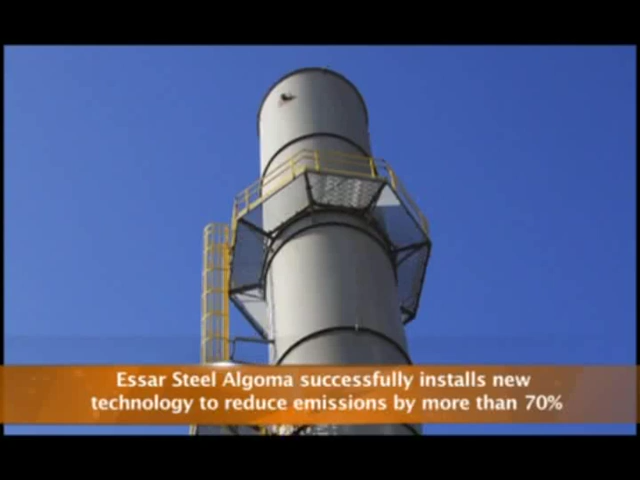 Essar Steel Algoma successfully installs new
technology to reduce emissions by more than 70%